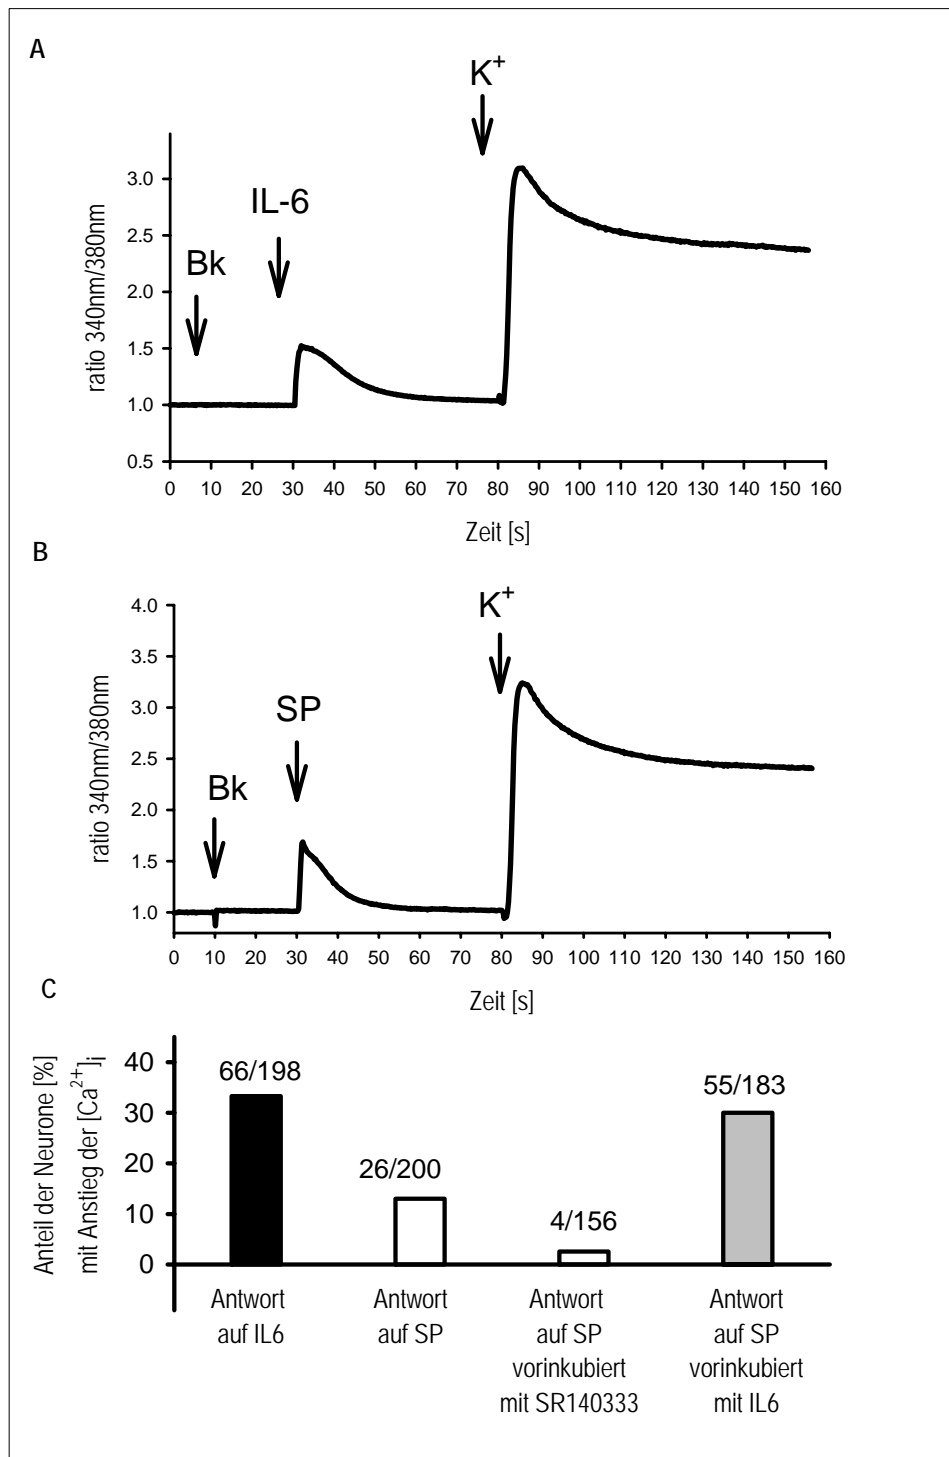 A
K+
IL-6
Bk
ratio 340nm/380nm
3.0
2.5
2.0
1.5
1.0
0.5
0 10 20 30 40 50 60 70 80 90 100 110 120 130 140 150 160
Zeit [s]
B
K+
SP
Bk
ratio 340nm/380nm
4.0
3.5
3.0
2.5
1.5
1.0
2.0
0 10 20 30 40 50 60 70 80 90 100 110 120 130 140 150 160
Zeit [s]
C
Anteil der Neurone [%]
mit Anstieg der [Ca2+]i
40
30
20
10
0
66/198
26/200
4/156
55/183
Antwort
auf IL6
Antwort
auf SP
Antwort
auf SP
vorinkubiert
mit SR140333
Antwort
auf SP
vorinkubiert
mit IL6